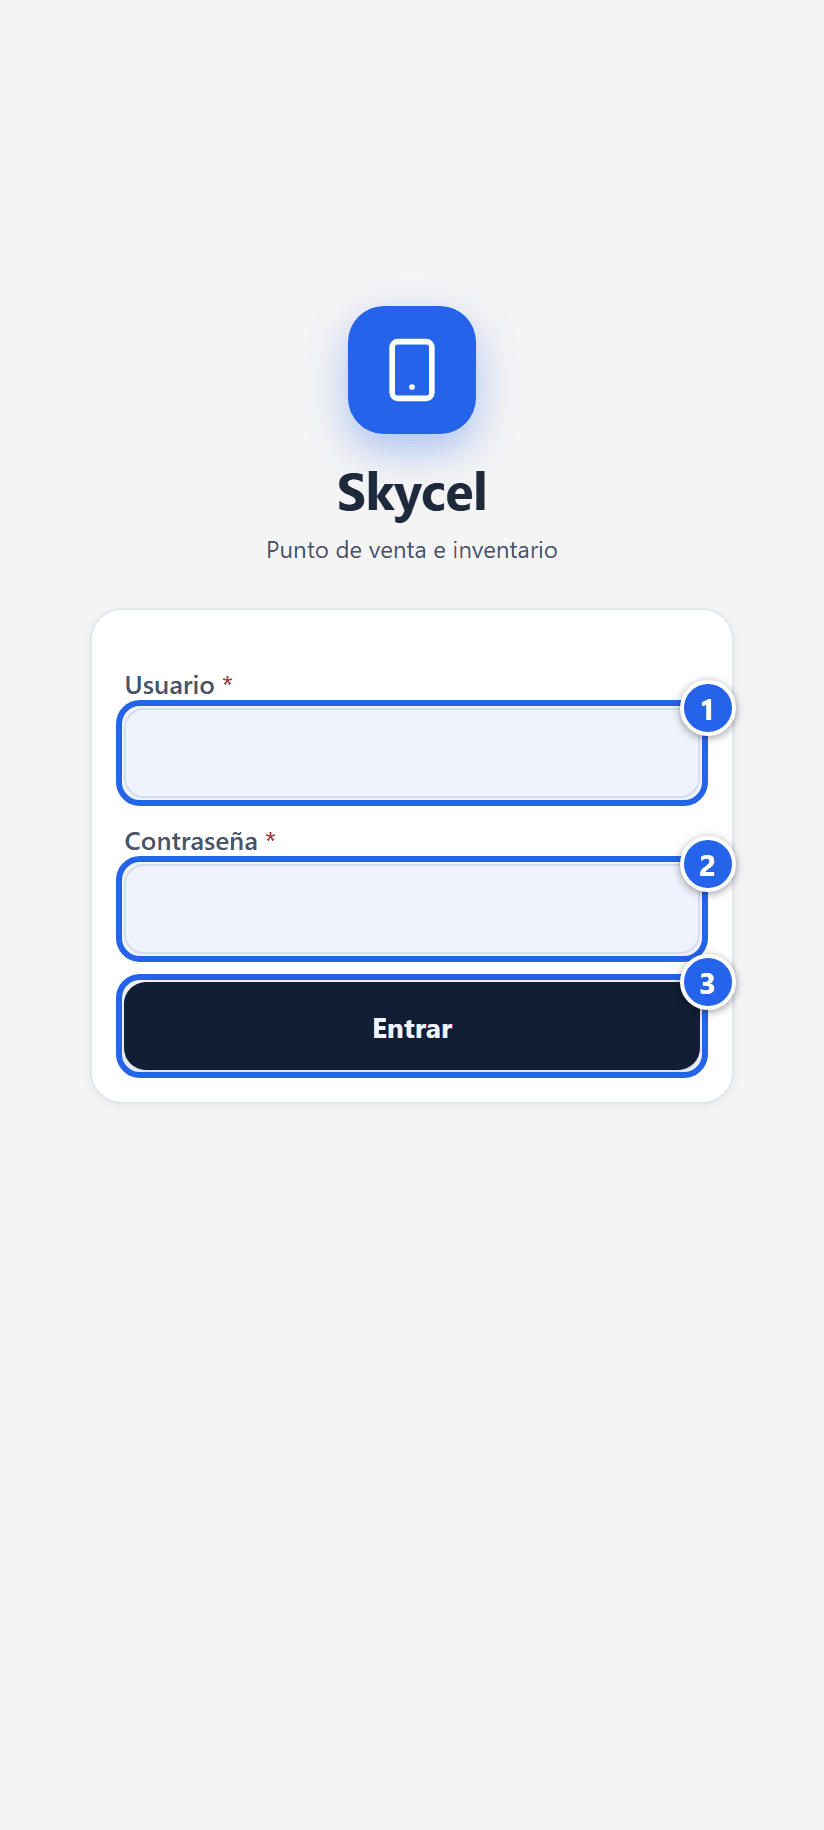 Skycel
Punto de venta e inventario
Usuario *
1
Contraseña *
2
3
Entrar